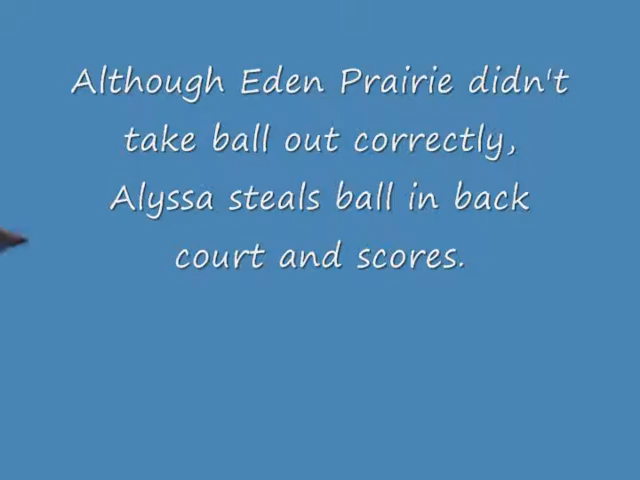 Although Eden Prairie didn't
take ball out correctly,
Alyssa steals ball in back
court and scores.